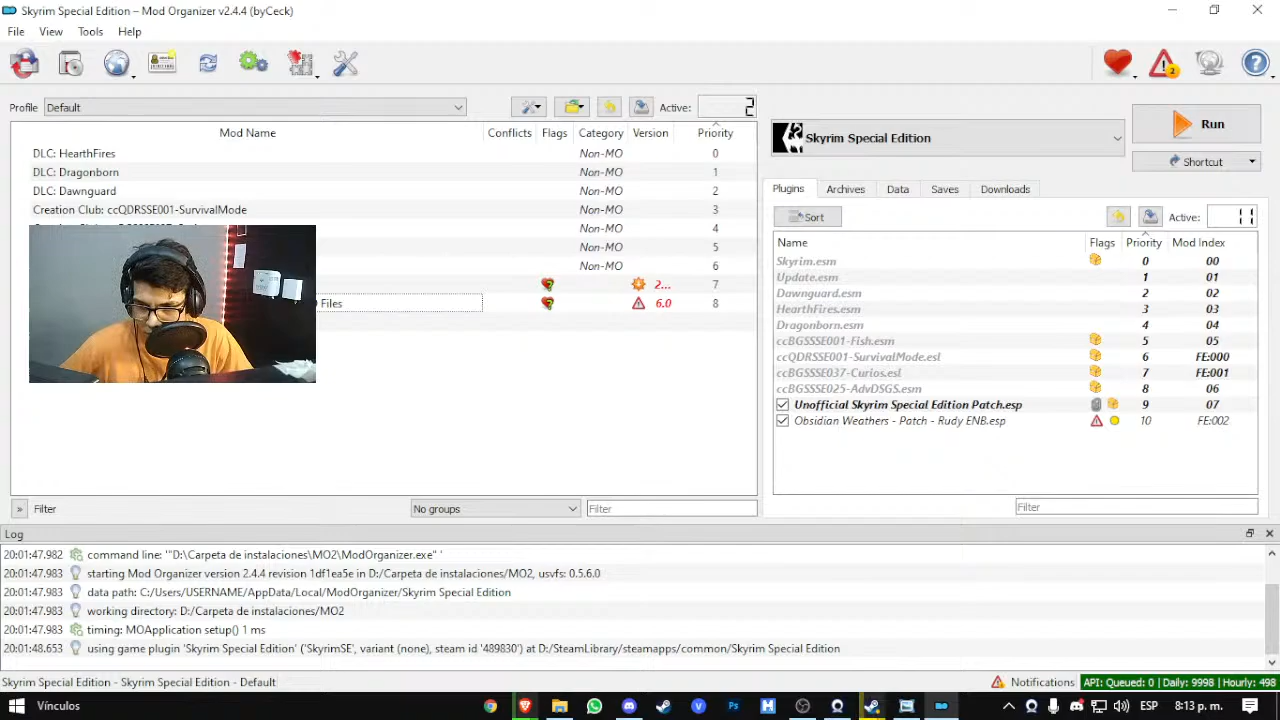 Skyrim Special Edition – Mod Organizer v2.4.4 (byCeck)
File View Tools Help
2
Profile Default Active: 2
Mod Name Conflicts Flags Category Version Priority
DLC: HearthFires Non-MO 0
DLC: Dragonborn Non-MO 1
DLC: Dawnguard Non-MO 2
Creation Club: ccQDRSSE001-SurvivalMode Non-MO 3
Non-MO 4
Non-MO 5
Non-MO 6
2... 7
Files 6.0 8
» Filter No groups Filter
Skyrim Special Edition Run
Shortcut
Plugins Archives Data Saves Downloads
Sort Active: 11
Name Flags Priority Mod Index
Skyrim.esm 0 00
Update.esm 1 01
Dawnguard.esm 2 02
HearthFires.esm 3 03
Dragonborn.esm 4 04
ccBGSSSE001-Fish.esm 5 05
ccQDRSSE001-SurvivalMode.esl 6 FE:000
ccBGSSSE037-Curios.esl 7 FE:001
ccBGSSSE025-AdvDSGS.esm 8 06
Unofficial Skyrim Special Edition Patch.esp 9 07
Obsidian Weathers - Patch - Rudy ENB.esp 10 FE:002
Filter
Log
20:01:47.982 command line: '"D:\Carpeta de instalaciones\MO2\ModOrganizer.exe" '
20:01:47.983 starting Mod Organizer version 2.4.4 revision 1df1ea5e in D:/Carpeta de instalaciones/MO2, usvfs: 0.5.6.0
20:01:47.983 data path: C:/Users/USERNAME/AppData/Local/ModOrganizer/Skyrim Special Edition
20:01:47.983 working directory: D:/Carpeta de instalaciones/MO2
20:01:47.983 timing: MOApplication setup() 1 ms
20:01:48.653 using game plugin 'Skyrim Special Edition' ('SkyrimSE', variant (none), steam id '489830') at D:/SteamLibrary/steamapps/common/Skyrim Special Edition
Skyrim Special Edition - Skyrim Special Edition - Default Notifications API: Queued: 0 | Daily: 9998 | Hourly: 498
Vínculos ESP 8:13 p. m.